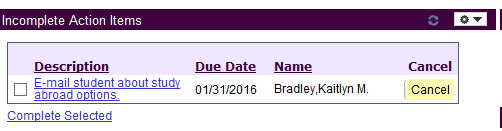 Incomplete Action Items
Description Due Date Name Cancel
E-mail student about study
abroad options. 01/31/2016 Bradley,Kaitlyn M. Cancel
Complete Selected